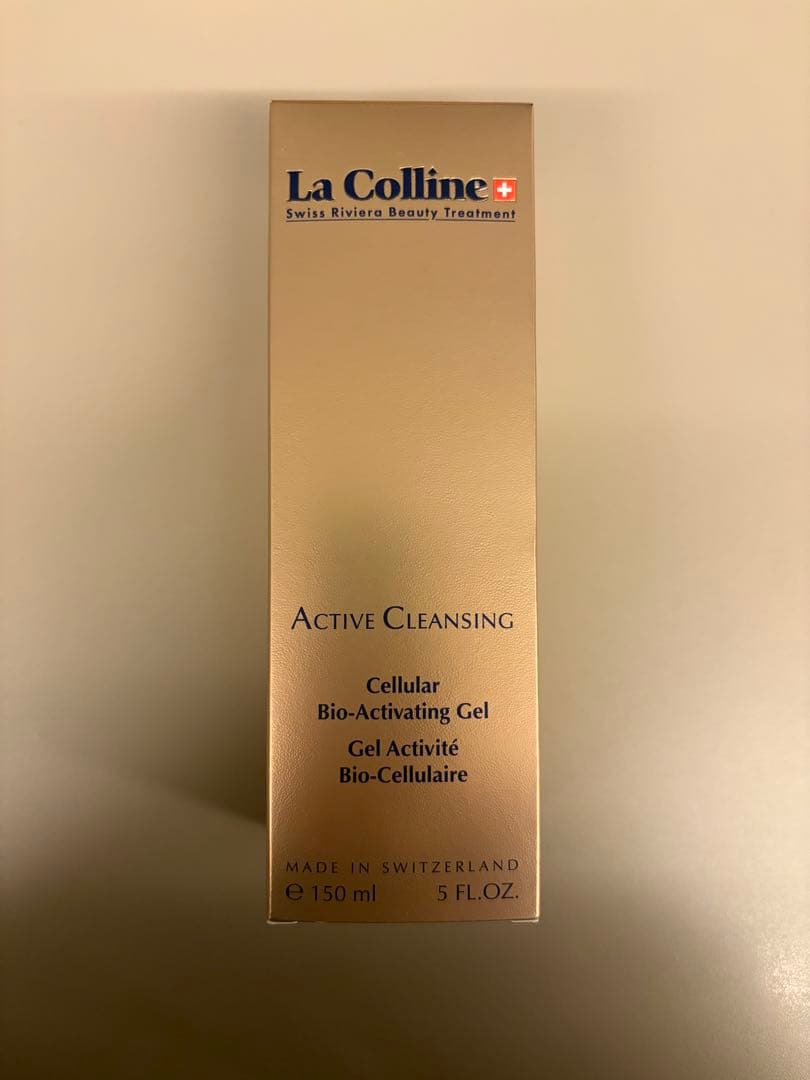 La Colline
Swiss Riviera Beauty Treatment
ACTIVE CLEANSING
Cellular
Bio-Activating Gel
Gel Activité
Bio-Cellulaire
MADE IN SWITZERLAND
℮ 150 ml 5 FL.OZ.